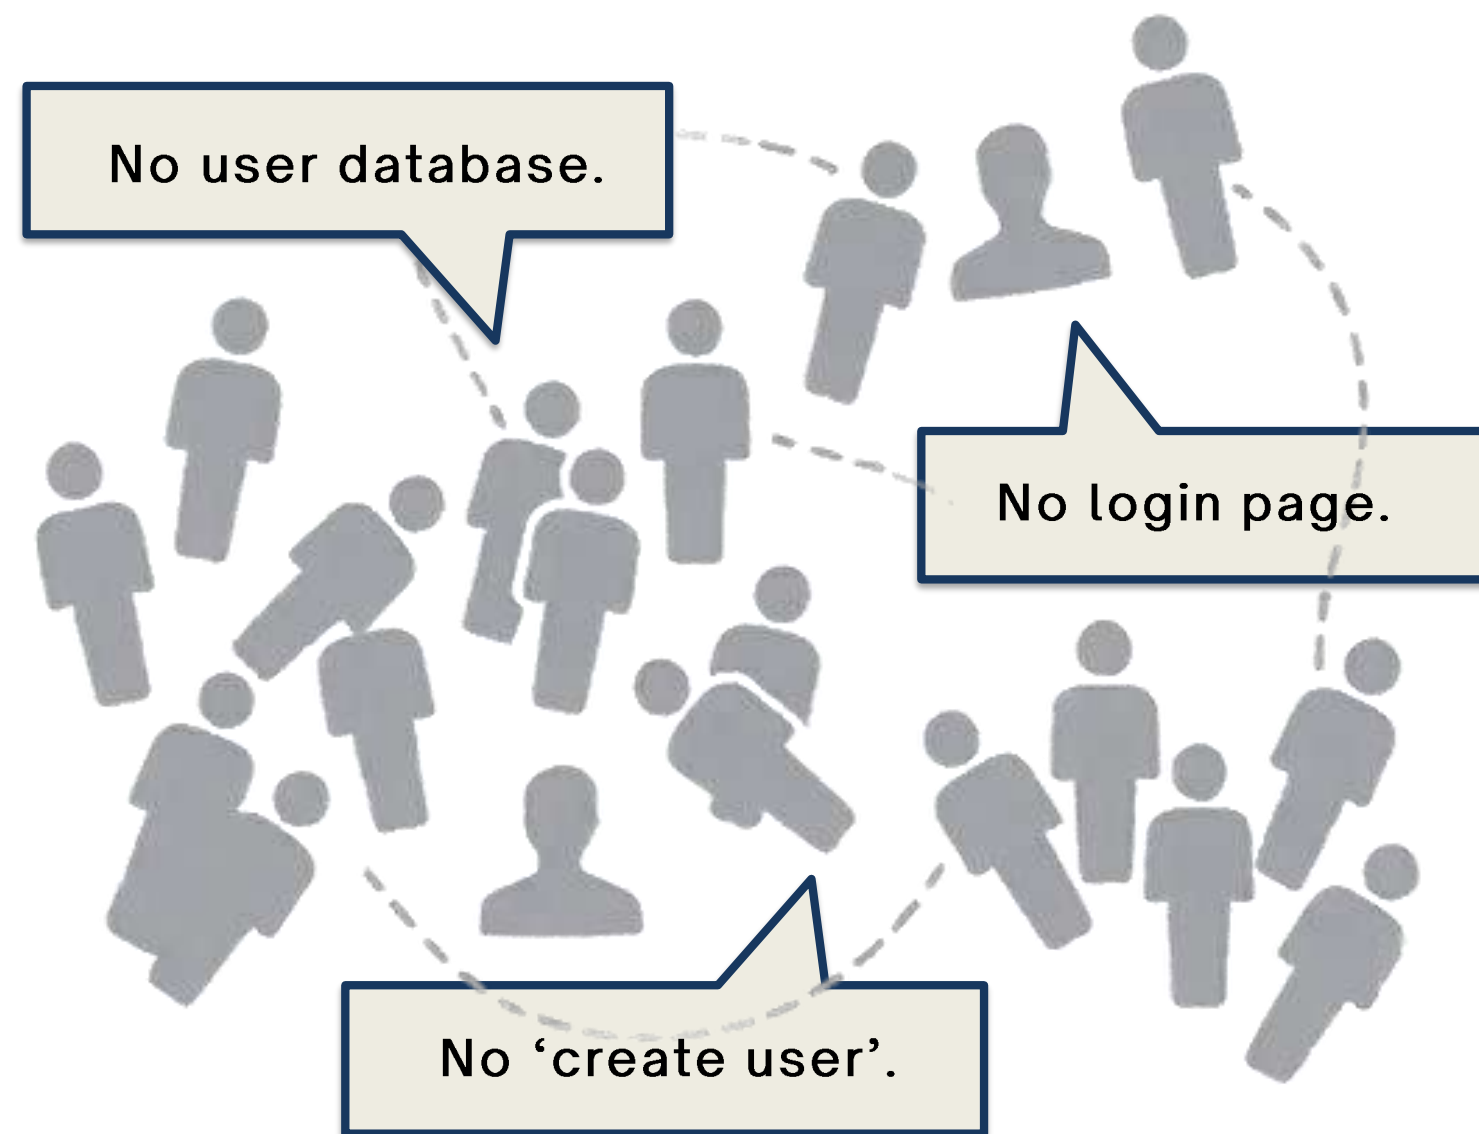 No user database.
No login page.
No ‘create user’.